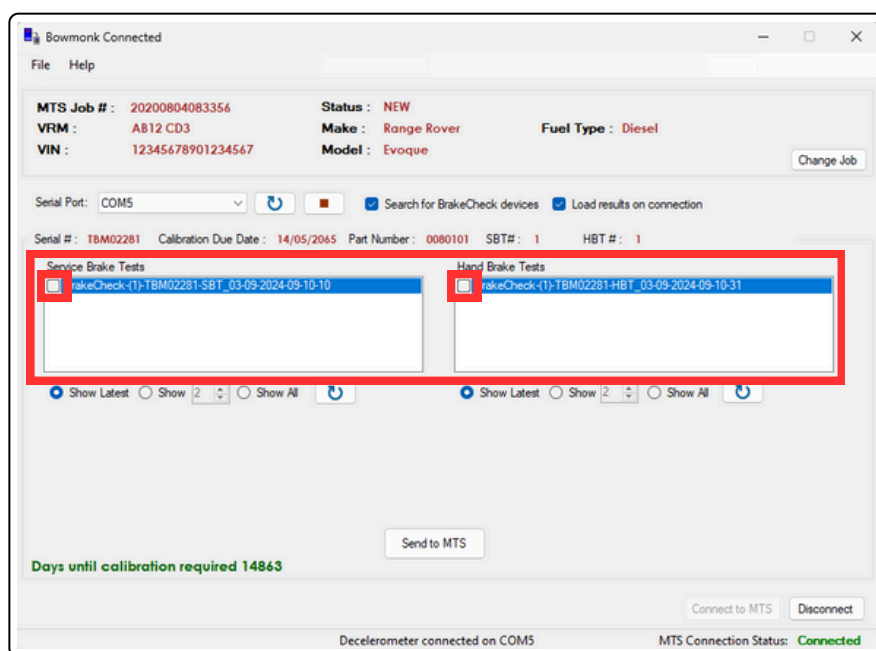 Bowmonk Connected
File Help
MTS Job # : 20200804083356 Status : NEW
VRM : AB12 CD3 Make : Range Rover Fuel Type : Diesel
VIN : 12345678901234567 Model : Evoque
Change Job
Serial Port: COM5 Search for BrakeCheck devices Load results on connection
Serial # : TBM02281 Calibration Due Date : 14/05/2065 Part Number : 0080101 SBT# : 1 HBT # : 1
Service Brake Tests Hand Brake Tests
rakeCheck-(1)-TBM02281-SBT_03-09-2024-09-10-10 rakeCheck-(1)-TBM02281-HBT_03-09-2024-09-10-31
Show Latest Show 2 Show All Show Latest Show 2 Show All
Send to MTS
Days until calibration required 14863
Connect to MTS Disconnect
Decelerometer connected on COM5 MTS Connection Status: Connected